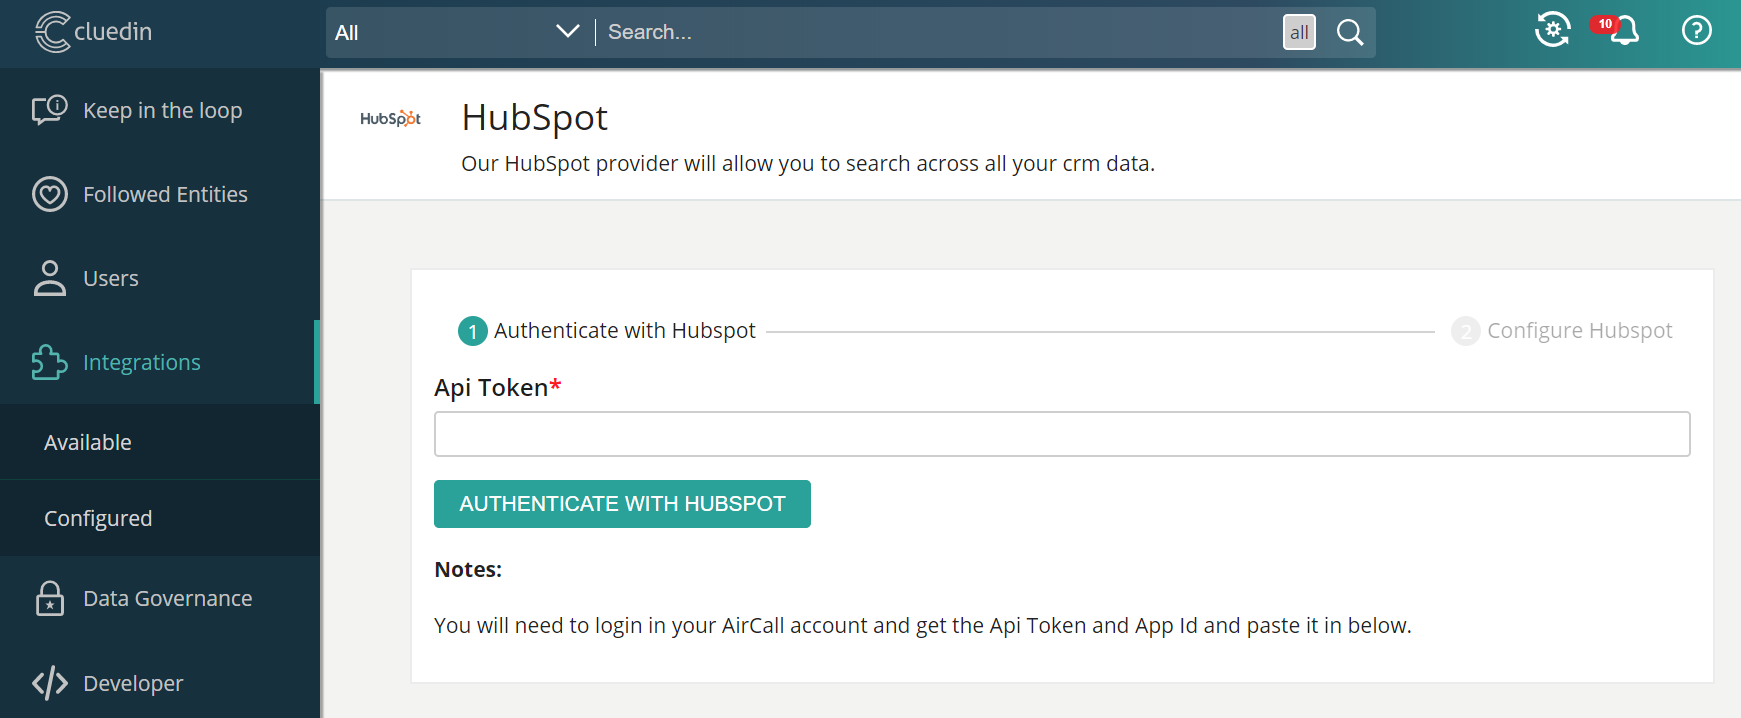 cluedin
All
Search...
all
10
Keep in the loop
Followed Entities
Users
Integrations
Available
Configured
Data Governance
Developer
HubSpot
HubSpot
Our HubSpot provider will allow you to search across all your crm data.
1 Authenticate with Hubspot
2 Configure Hubspot
Api Token*
AUTHENTICATE WITH HUBSPOT
Notes:
You will need to login in your AirCall account and get the Api Token and App Id and paste it in below.